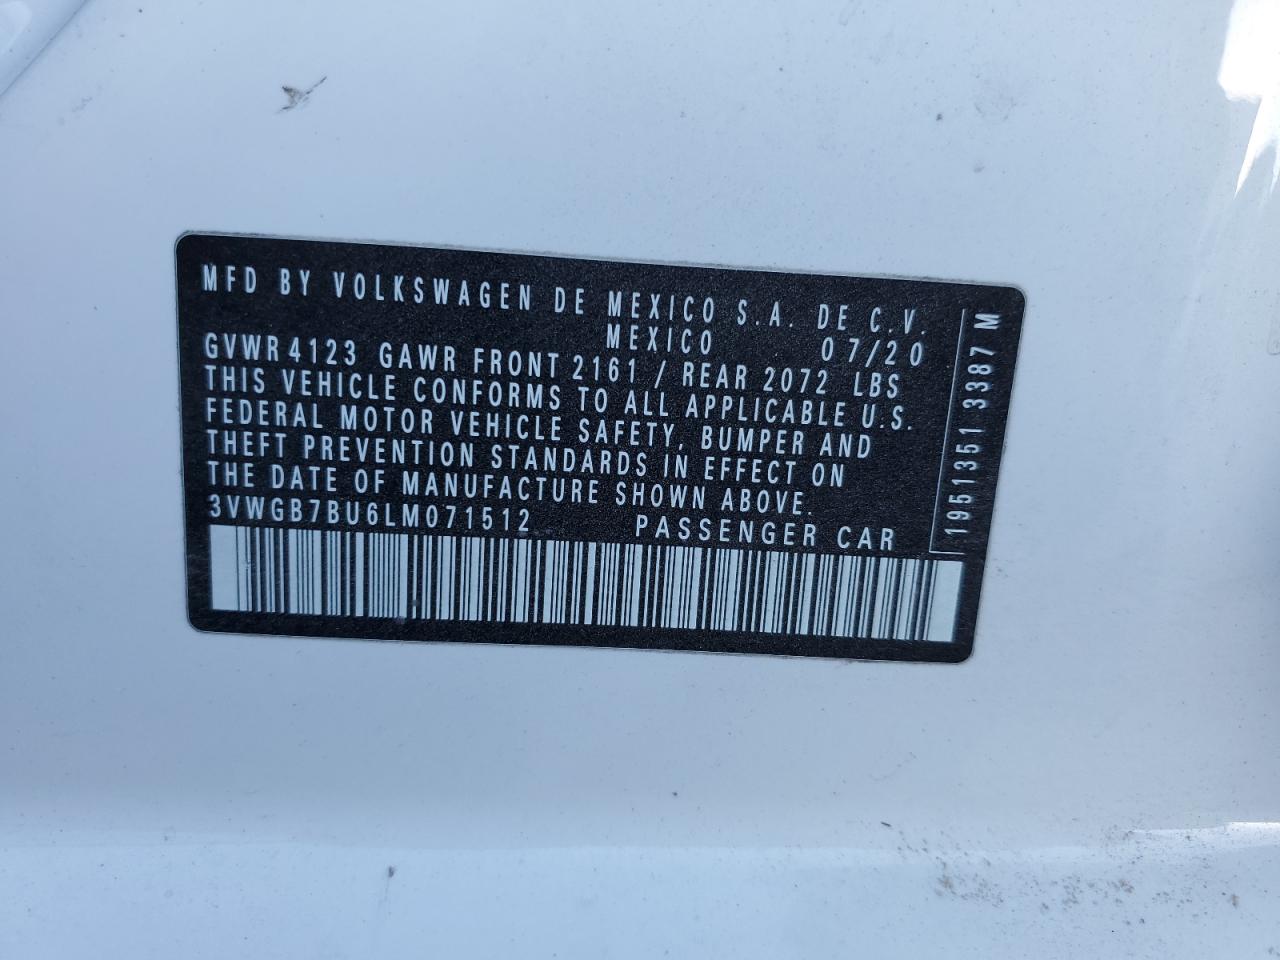 MFD BY VOLKSWAGEN DE MEXICO S.A. DE C.V.
MEXICO 07/20
GVWR 4123 GAWR FRONT 2161 / REAR 2072 LBS
THIS VEHICLE CONFORMS TO ALL APPLICABLE U.S.
FEDERAL MOTOR VEHICLE SAFETY, BUMPER AND
THEFT PREVENTION STANDARDS IN EFFECT ON
THE DATE OF MANUFACTURE SHOWN ABOVE.
3VWGB7BU6LM071512 PASSENGER CAR
1951351 3387 M